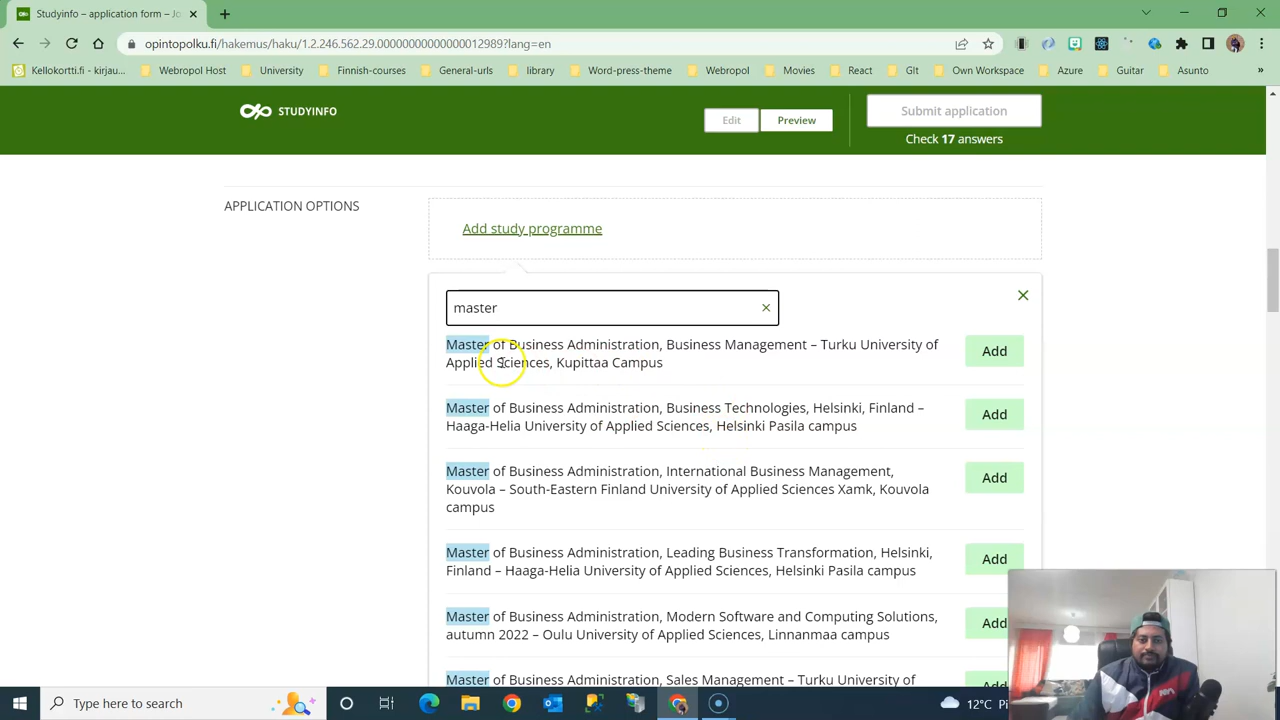 Studyinfo – application form
opintopolku.fi/hakemus/haku/1.2.246.562.29.00000000000000012989?lang=en
Kellokortti.fi - kirjau...
Webropol Host
University
Finnish-courses
General-urls
library
Word-press-theme
Webropol
Movies
React
GIt
Own Workspace
Azure
Guitar
Asunto
»
STUDYINFO
Edit
Preview
Submit application
Check 17 answers
APPLICATION OPTIONS
Add study programme
master
Master of Business Administration, Business Management – Turku University of
Applied Sciences, Kupittaa Campus
Add
Master of Business Administration, Business Technologies, Helsinki, Finland –
Haaga-Helia University of Applied Sciences, Helsinki Pasila campus
Add
Master of Business Administration, International Business Management,
Kouvola – South-Eastern Finland University of Applied Sciences Xamk, Kouvola
campus
Add
Master of Business Administration, Leading Business Transformation, Helsinki,
Finland – Haaga-Helia University of Applied Sciences, Helsinki Pasila campus
Add
Master of Business Administration, Modern Software and Computing Solutions,
autumn 2022 – Oulu University of Applied Sciences, Linnanmaa campus
Add
Master of Business Administration, Sales Management – Turku University of
Type here to search
12°C